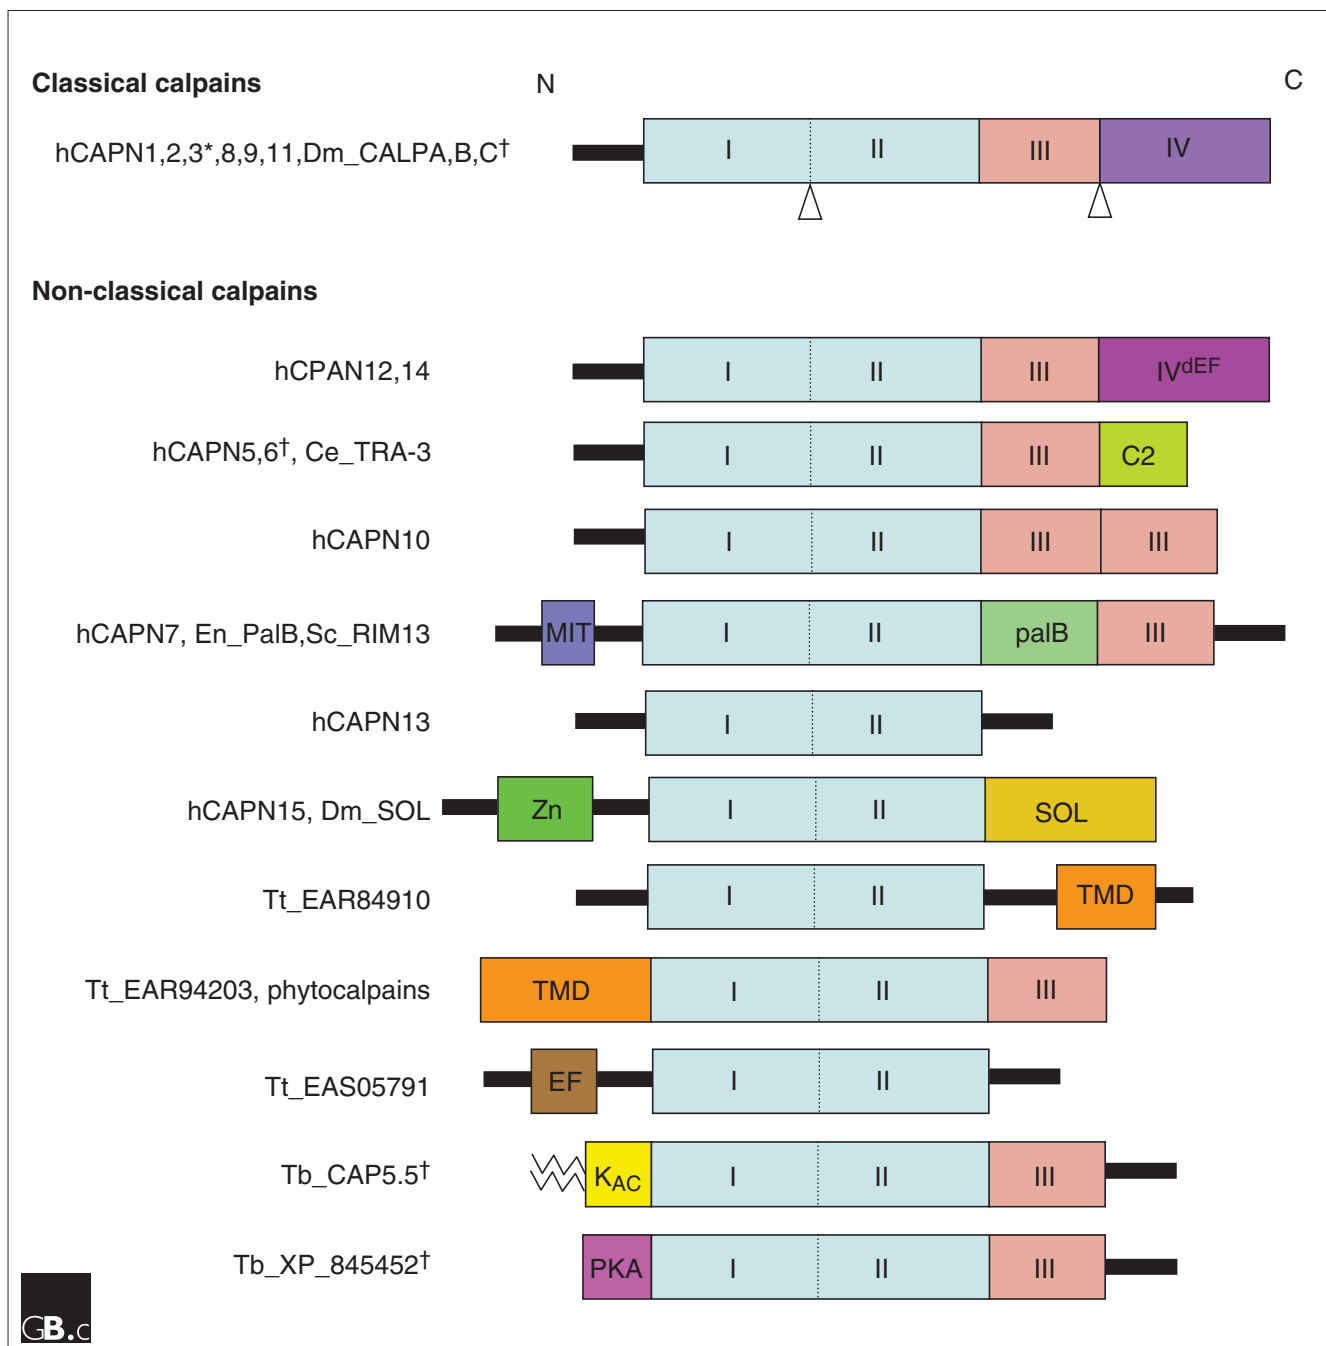 Classical calpains N C
hCAPN1,2,3*,8,9,11,Dm_CALPA,B,C† I II III IV
Non-classical calpains
hCPAN12,14 I II III IVdEF
hCAPN5,6†, Ce_TRA-3 I II III C2
hCAPN10 I II III III
hCAPN7, En_PalB,Sc_RIM13 MIT I II palB III
hCAPN13 I II
hCAPN15, Dm_SOL Zn I II SOL
Tt_EAR84910 I II TMD
Tt_EAR94203, phytocalpains TMD I II III
Tt_EAS05791 EF I II
Tb_CAP5.5† KAC I II III
Tb_XP_845452† PKA I II III
GB.c